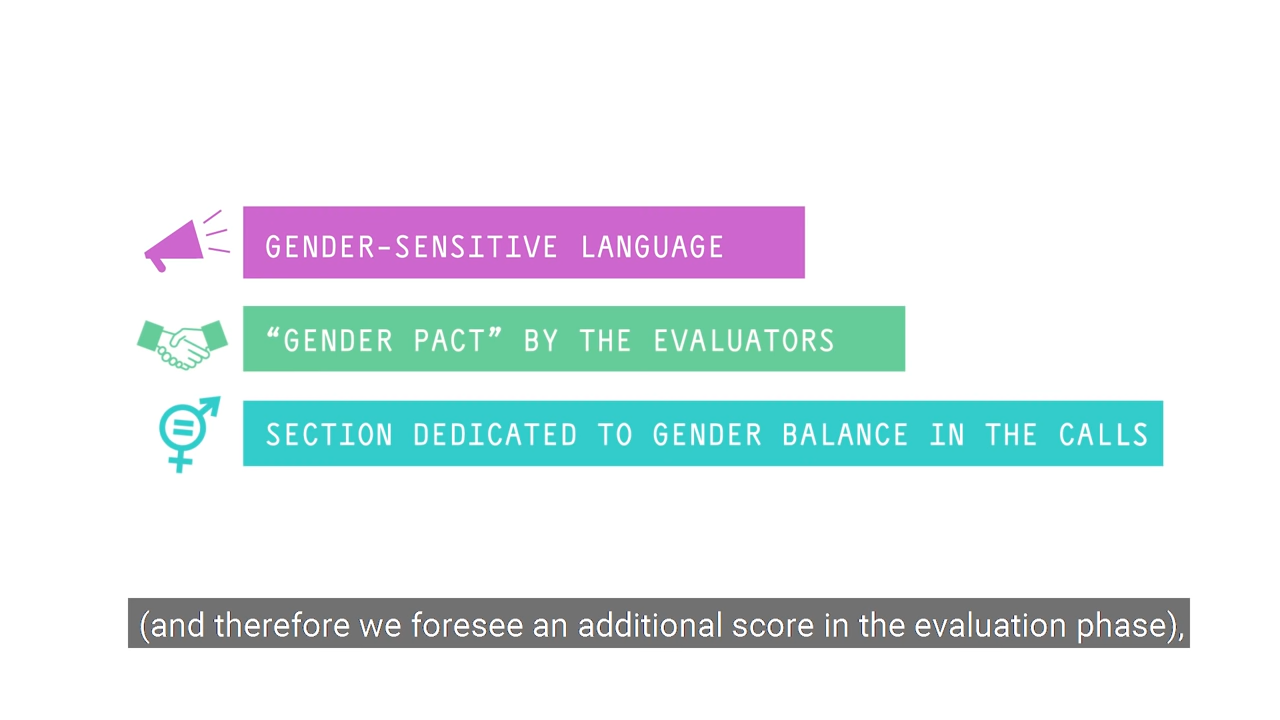 GENDER-SENSITIVE LANGUAGE
“GENDER PACT” BY THE EVALUATORS
SECTION DEDICATED TO GENDER BALANCE IN THE CALLS
(and therefore we foresee an additional score in the evaluation phase),